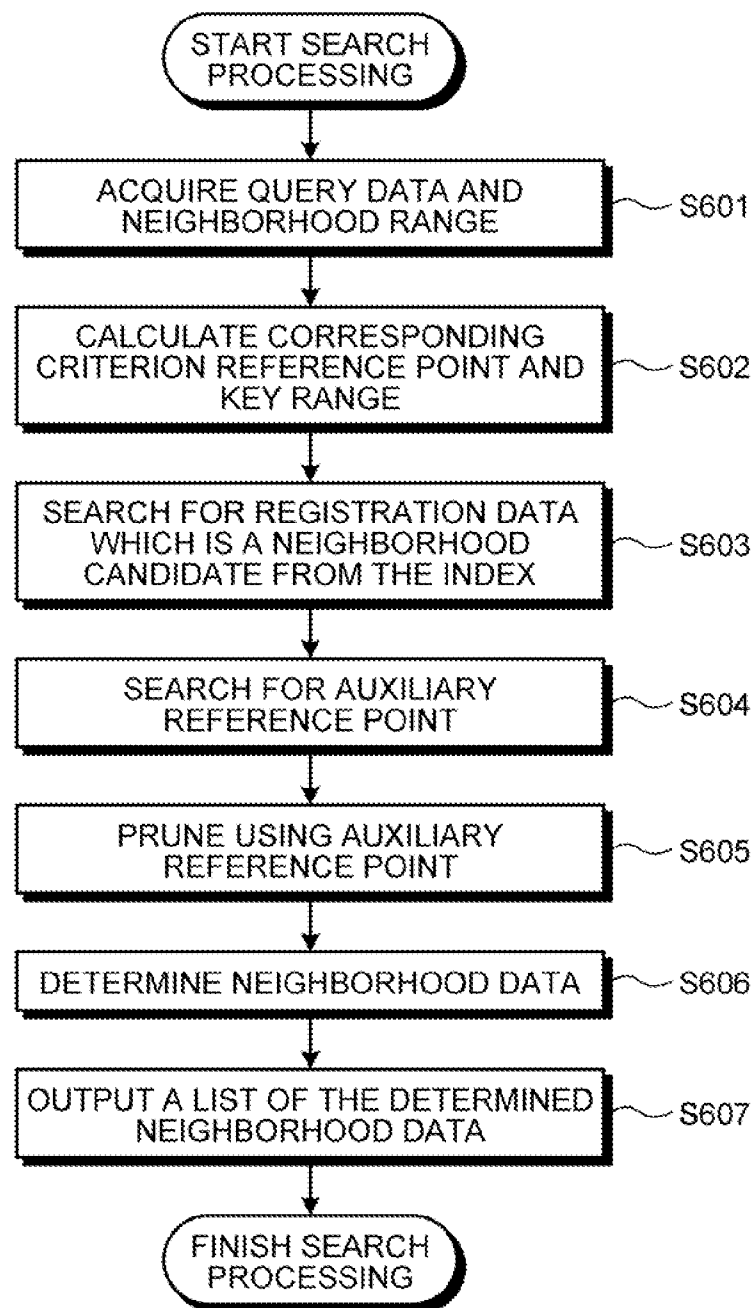 START SEARCH
PROCESSING
ACQUIRE QUERY DATA AND
NEIGHBORHOOD RANGE
S601
CALCULATE CORRESPONDING
CRITERION REFERENCE POINT AND
KEY RANGE
S602
SEARCH FOR REGISTRATION DATA
WHICH IS A NEIGHBORHOOD
CANDIDATE FROM THE INDEX
S603
SEARCH FOR AUXILIARY
REFERENCE POINT
S604
PRUNE USING AUXILIARY
REFERENCE POINT
S605
DETERMINE NEIGHBORHOOD DATA
S606
OUTPUT A LIST OF THE DETERMINED
NEIGHBORHOOD DATA
S607
FINISH SEARCH
PROCESSING